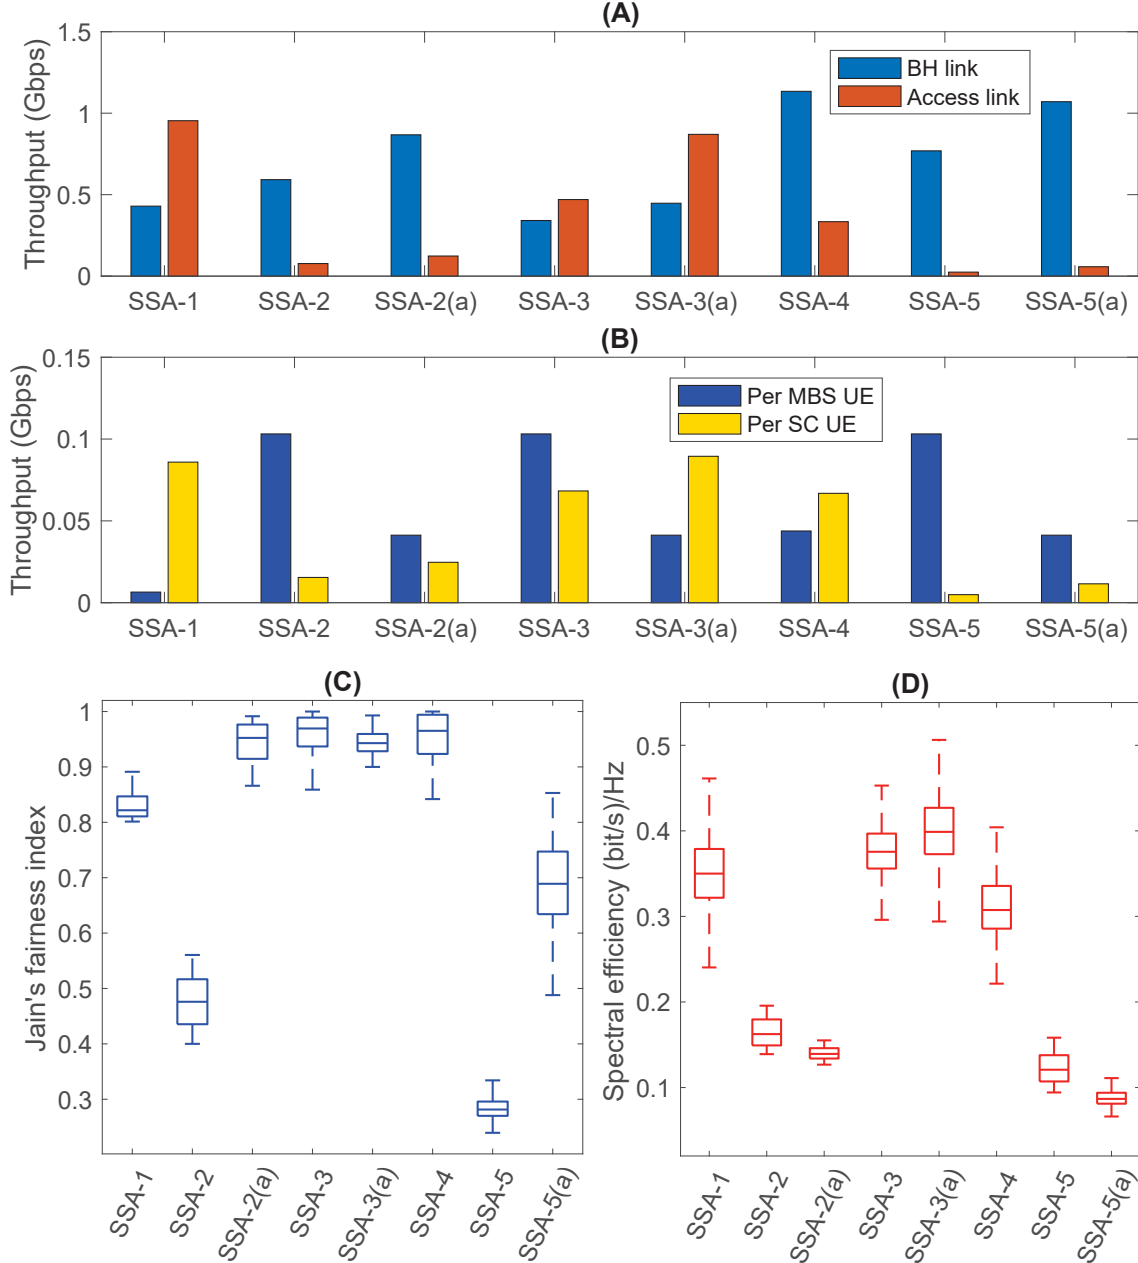 (A)
Throughput (Gbps)
1.5
1
0.5
0
BH link
Access link
SSA-1 SSA-2 SSA-2(a) SSA-3 SSA-3(a) SSA-4 SSA-5 SSA-5(a)
(B)
Throughput (Gbps)
0.15
0.1
0.05
0
Per MBS UE
Per SC UE
SSA-1 SSA-2 SSA-2(a) SSA-3 SSA-3(a) SSA-4 SSA-5 SSA-5(a)
(C)
Jain's fairness index
1
0.9
0.8
0.7
0.6
0.5
0.4
0.3
SSA-1 SSA-2 SSA-2(a) SSA-3 SSA-3(a) SSA-4 SSA-5 SSA-5(a)
(D)
Spectral efficiency (bit/s)/Hz
0.5
0.4
0.3
0.2
0.1
SSA-1 SSA-2 SSA-2(a) SSA-3 SSA-3(a) SSA-4 SSA-5 SSA-5(a)